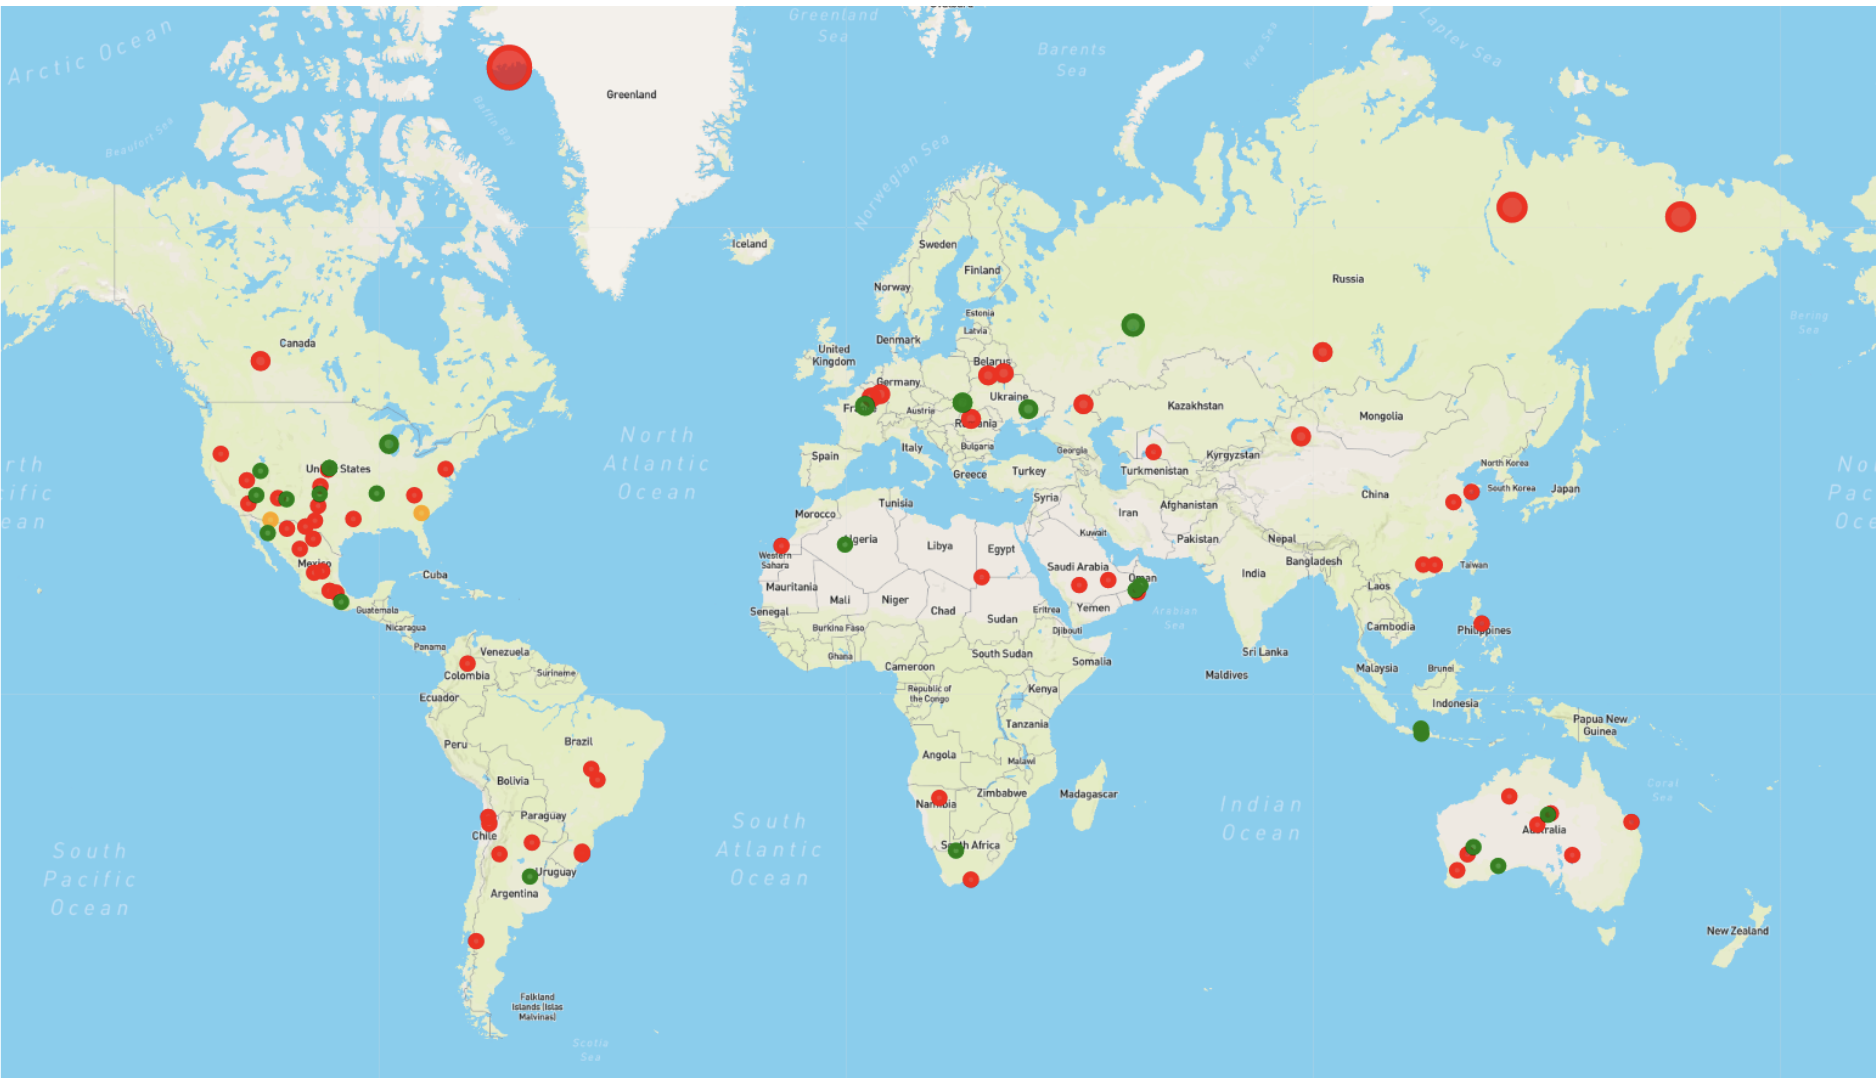 Greenland
Sea
Barents
Sea
Kara Sea
Laptev Sea
Arctic Ocean
Beaufort Sea
Baffin Bay
Greenland
Norwegian Sea
Iceland
Sweden
Finland
Norway
Russia
Bering
Sea
Estonia
Latvia
Denmark
United
Kingdom
Belarus
Canada
Germany
Ukraine
Kazakhstan
Mongolia
Austria
North
Atlantic
Ocean
Italy
Bulgaria
Georgia
Kyrgyzstan
Spain
Greece
Turkey
Turkmenistan
North Korea
South Korea
Japan
China
United States
Tunisia
Syria
Iran
Afghanistan
Morocco
Kuwait
Pakistan
Nepal
Algeria
Libya
Egypt
Western
Sahara
Saudi Arabia
Bangladesh
India
Taiwan
Mexico
Cuba
Oman
Laos
Mauritania
Mali
Niger
Chad
Sudan
Eritrea
Yemen
Arabian
Sea
Guatemala
Senegal
Nicaragua
Burkina Faso
Djibouti
Cambodia
Philippines
Panama
Venezuela
Ghana
South Sudan
Somalia
Sri Lanka
Cameroon
Colombia
Suriname
Maldives
Malaysia
Brunei
Ecuador
Republic of
the Congo
Kenya
Indonesia
Tanzania
Papua New
Guinea
Peru
Brazil
Angola
Malawi
Bolivia
Zimbabwe
Madagascar
Namibia
Indian
Ocean
Coral
Sea
Paraguay
South
Atlantic
Ocean
Chile
South Africa
Australia
South
Pacific
Ocean
Uruguay
Argentina
New Zealand
Falkland
Islands (Islas
Malvinas)
Scotia
Sea